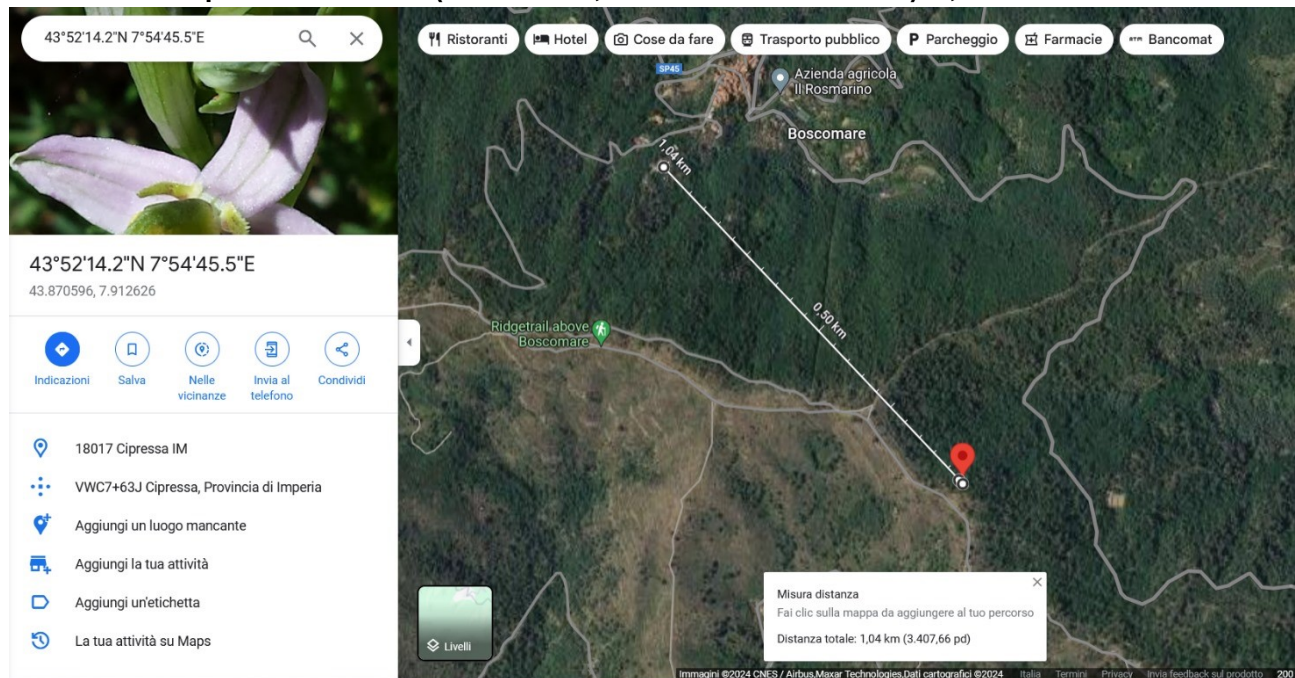 43°52'14.2"N 7°54'45.5"E
Ristoranti
Hotel
Cose da fare
Trasporto pubblico
P Parcheggio
Farmacie
ATM Bancomat
SP45
Azienda agricola
Il Rosmarino
Boscomare
1,04 km
0,50 km
Ridgetrail above
Boscomare
43°52'14.2"N 7°54'45.5"E
43.870596, 7.912626
Indicazioni
Salva
Nelle
vicinanze
Invia al
telefono
Condividi
18017 Cipressa IM
VWC7+63J Cipressa, Provincia di Imperia
Aggiungi un luogo mancante
Aggiungi la tua attività
Aggiungi un'etichetta
La tua attività su Maps
Livelli
Misura distanza
Fai clic sulla mappa da aggiungere al tuo percorso
Distanza totale: 1,04 km (3.407,66 pd)
Immagini ©2024 CNES / Airbus,Maxar Technologies,Dati cartografici ©2024 Italia Termini Privacy Invia feedback sul prodotto 200